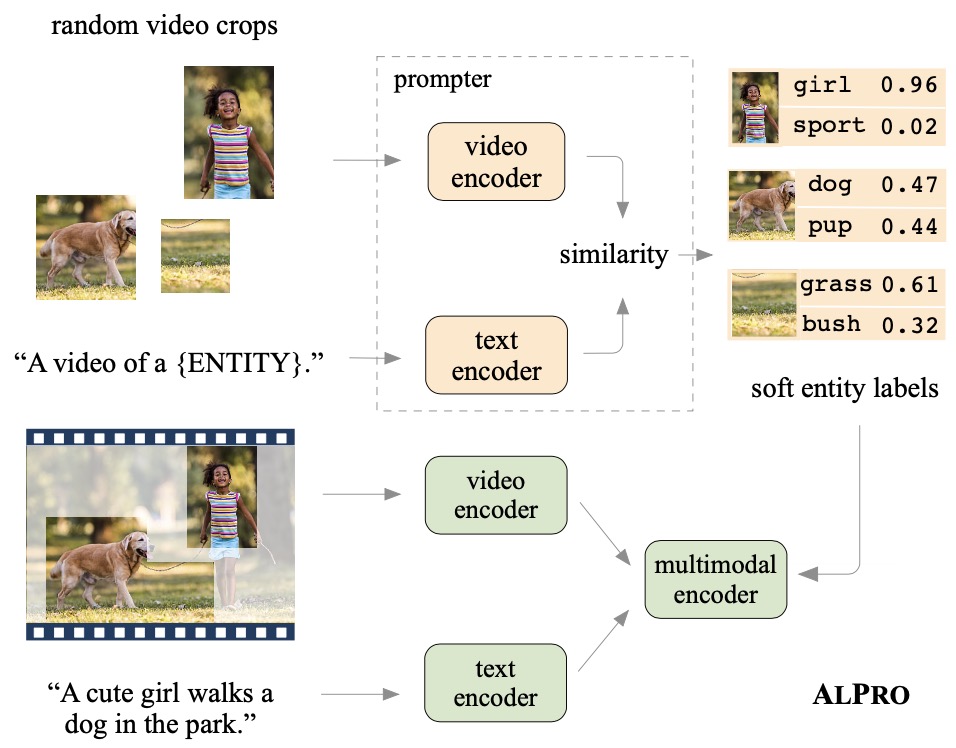 random video crops
prompter
video
encoder
similarity
text
encoder
“A video of a {ENTITY}.”
girl 0.96
sport 0.02
dog 0.47
pup 0.44
grass 0.61
bush 0.32
soft entity labels
video
encoder
multimodal
encoder
text
encoder
“A cute girl walks a
dog in the park.”
ALPRO